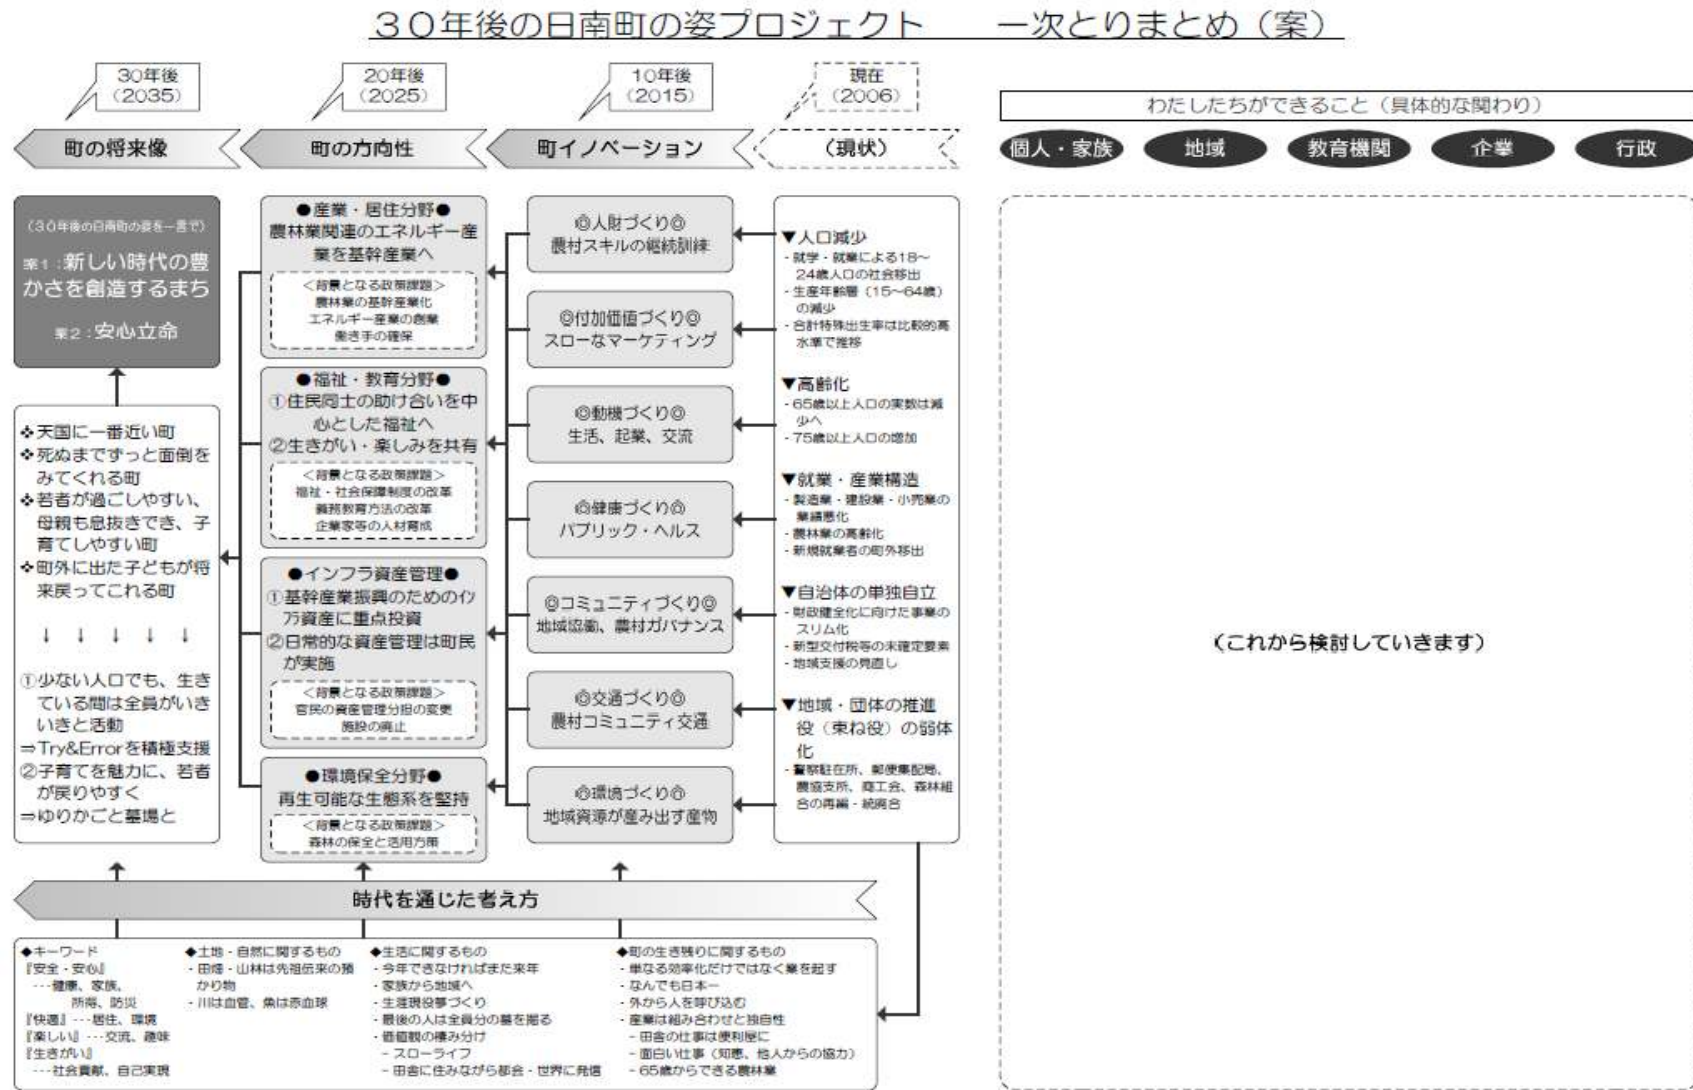 ３０年後の日南町の姿プロジェクト　　一次とりまとめ（案）
30年後
（2035）
20年後
（2025）
10年後
（2015）
現在
（2006）
わたしたちができること（具体的な関わり）
町の将来像
町の方向性
町イノベーション
（現状）
個人・家族
地域
教育機関
企業
行政
（３０年後の日南町の姿を一言で）
案１：新しい時代の豊
かさを創造するまち
案２：安心立命
❖天国に一番近い町
❖死ぬまでずっと面倒を
みてくれる町
❖若者が過ごしやすい、
母親も息抜きでき、子
育てしやすい町
❖町外に出た子どもが将
来戻ってこれる町
↓ ↓ ↓ ↓ ↓
①少ない人口でも、生き
ている間は全員がいき
いきと活動
⇒Try&Errorを積極支援
②子育てを魅力に、若者
が戻りやすく
⇒ゆりかごと墓場と
●産業・居住分野●
農林業関連のエネルギー産
業を基幹産業へ
＜背景となる政策課題＞
農林業の基幹産業化
エネルギー産業の創業
働き手の確保
●福祉・教育分野●
①住民同士の助け合いを中
心とした福祉へ
②生きがい・楽しみを共有
＜背景となる政策課題＞
福祉・社会保障制度の改革
義務教育方法の改革
企業家等の人材育成
●インフラ資産管理●
①基幹産業振興のためのイン
フラ資産に重点投資
②日常的な資産管理は町民
が実施
＜背景となる政策課題＞
官民の資産管理分担の変更
施設の廃止
●環境保全分野●
再生可能な生態系を堅持
＜背景となる政策課題＞
森林の保全と活用方策
◎人財づくり◎
農村スキルの継続訓練
◎付加価値づくり◎
スローなマーケティング
◎動機づくり◎
生活、起業、交流
◎健康づくり◎
パブリック・ヘルス
◎コミュニティづくり◎
地域協働、農村ガバナンス
◎交通づくり◎
農村コミュニティ交通
◎環境づくり◎
地域資源が産み出す産物
▼人口減少
- 就学・就業による18～
24歳人口の社会移出
- 生産年齢層（15～64歳）
の減少
- 合計特殊出生率は比較的高
水準で推移
▼高齢化
- 65歳以上人口の実数は減
少へ
- 75歳以上人口の増加
▼就業・産業構造
- 製造業・建設業・小売業の
業績悪化
- 農林業の高齢化
- 新規就業者の町外移出
▼自治体の単独自立
- 財政健全化に向けた事業の
スリム化
- 新型交付税等の未確定要素
- 地域支援の見直し
▼地域・団体の推進
役（束ね役）の弱体
化
- 警察駐在所、郵便集配局、
農協支所、商工会、森林組
合の再編・統廃合
（これから検討していきます）
時代を通じた考え方
◆キーワード
『安全・安心』
･･･健康、家族、
所得、防災
『快適』･･･居住、環境
『楽しい』･･･交流、趣味
『生きがい』
･･･社会貢献、自己実現
◆土地・自然に関するもの
- 田畑・山林は先祖伝来の預
かり物
- 川は血管、魚は赤血球
◆生活に関するもの
- 今年できなければまた来年
- 家族から地域へ
- 生涯現役夢づくり
- 最後の人は全員分の墓を掘る
- 価値観の棲み分け
- スローライフ
- 田舎に住みながら都会・世界に発信
◆町の生き残りに関するもの
- 単なる効率化だけではなく業を起す
- なんでも日本一
- 外から人を呼び込む
- 産業は組み合わせと独自性
- 田舎の仕事は便利屋に
- 面白い仕事（知恵、他人からの協力）
- 65歳からできる農林業